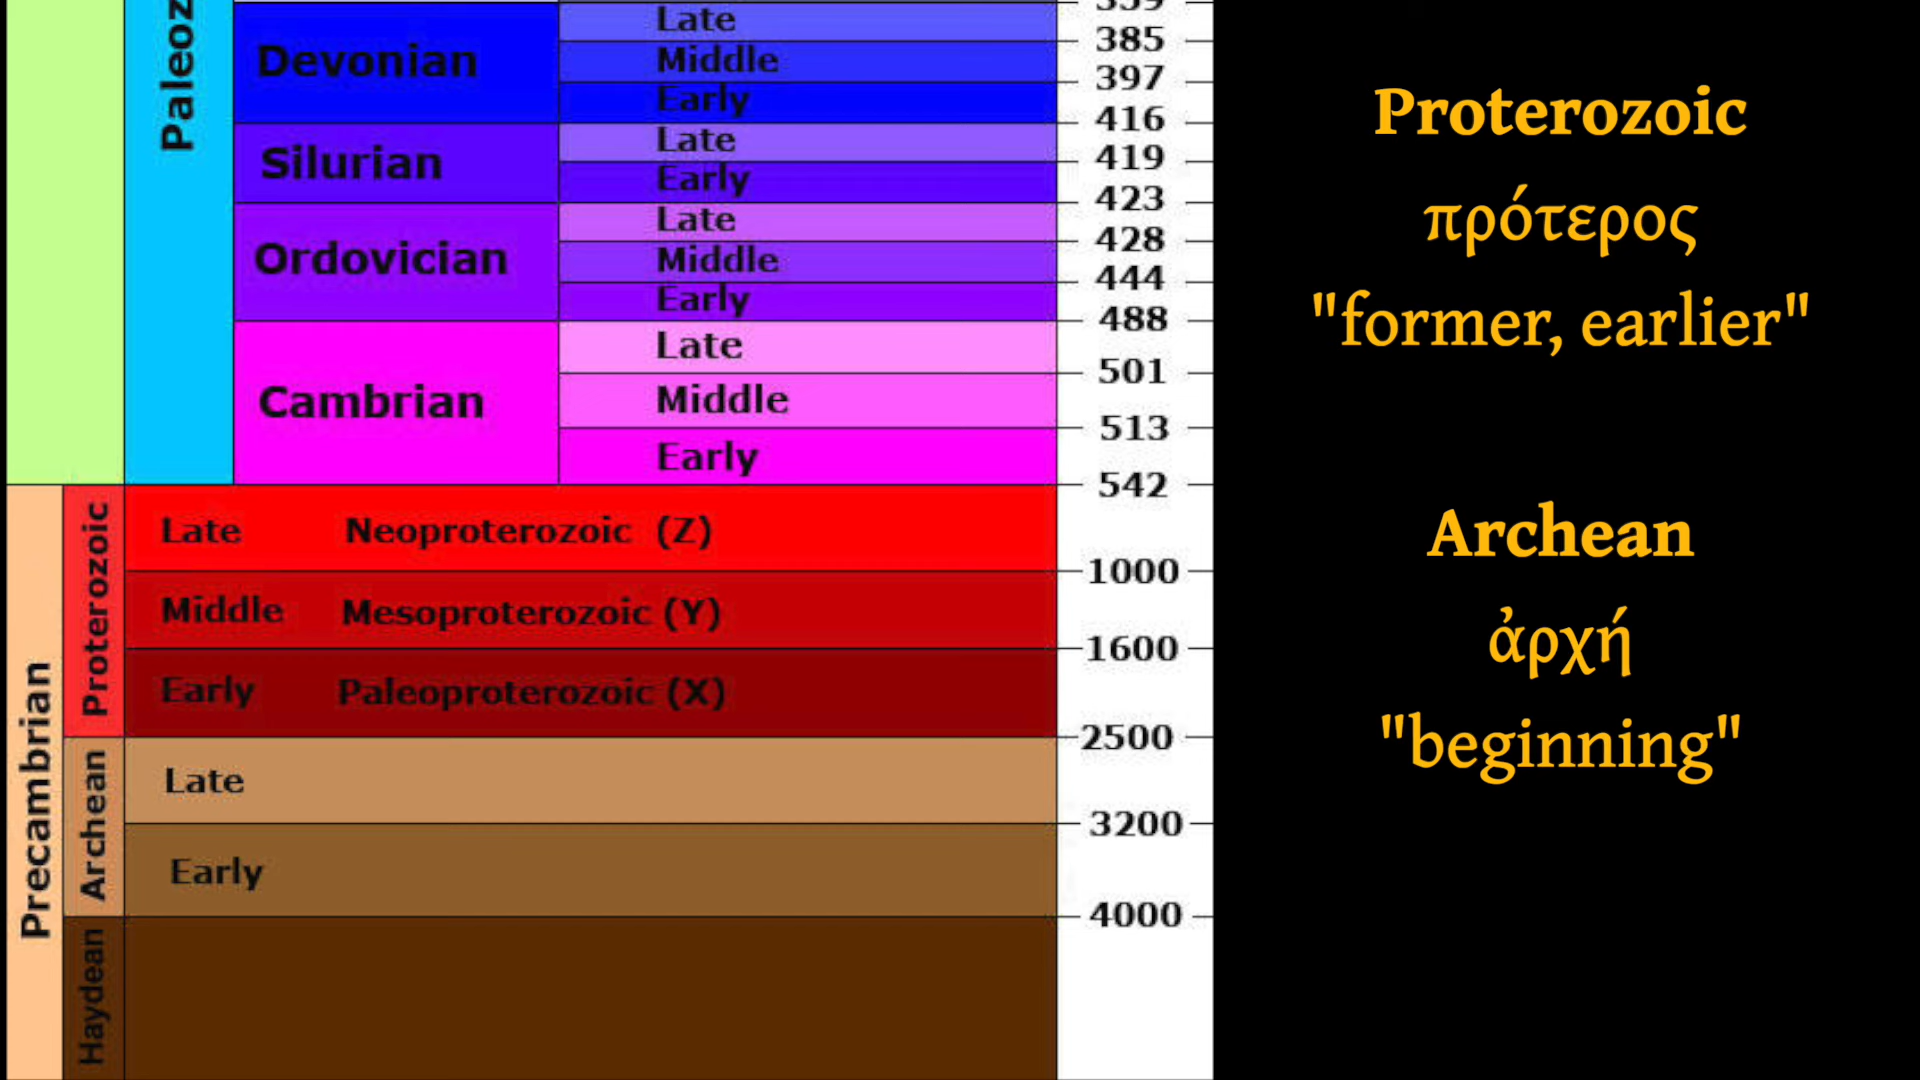 Paleoz
Devonian
Late
Middle
Early
Silurian
Late
Early
Ordovician
Late
Middle
Early
Cambrian
Late
Middle
Early
359
385
397
416
419
423
428
444
488
501
513
542
1000
1600
2500
3200
4000
Precambrian
Proterozoic
Late Neoproterozoic (Z)
Middle Mesoproterozoic (Y)
Early Paleoproterozoic (X)
Archean
Late
Early
Haydean
Proterozoic
πρότερος
"former, earlier"
Archean
ἀρχή
"beginning"